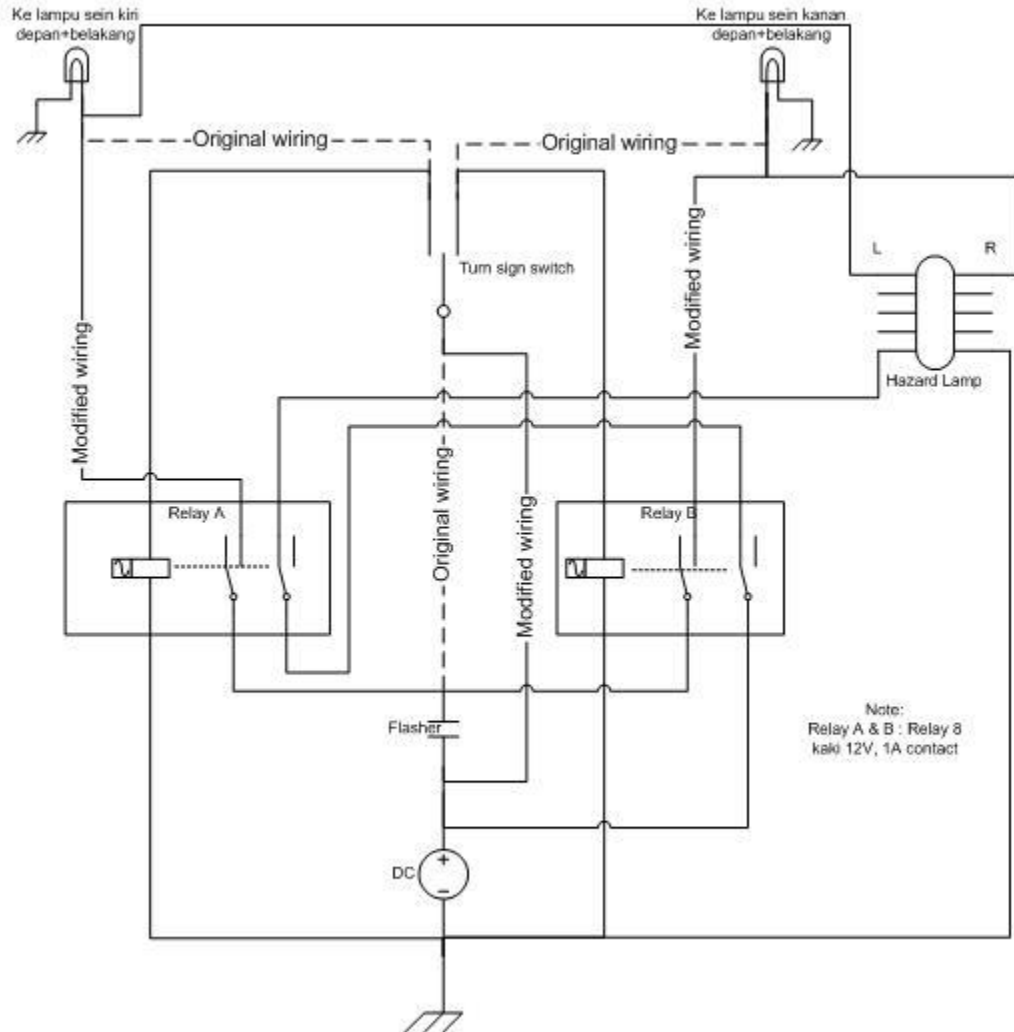 Ke lampu sein kiri
depan+belakang
Ke lampu sein kanan
depan+belakang
Original wiring
Original wiring
Modified wiring
L
R
Turn sign switch
Hazard Lamp
Modified wiring
Original wiring
Modified wiring
Relay A
Relay B
Flasher
Note:
Relay A & B : Relay 8
kaki 12V, 1A contact
DC
+
−